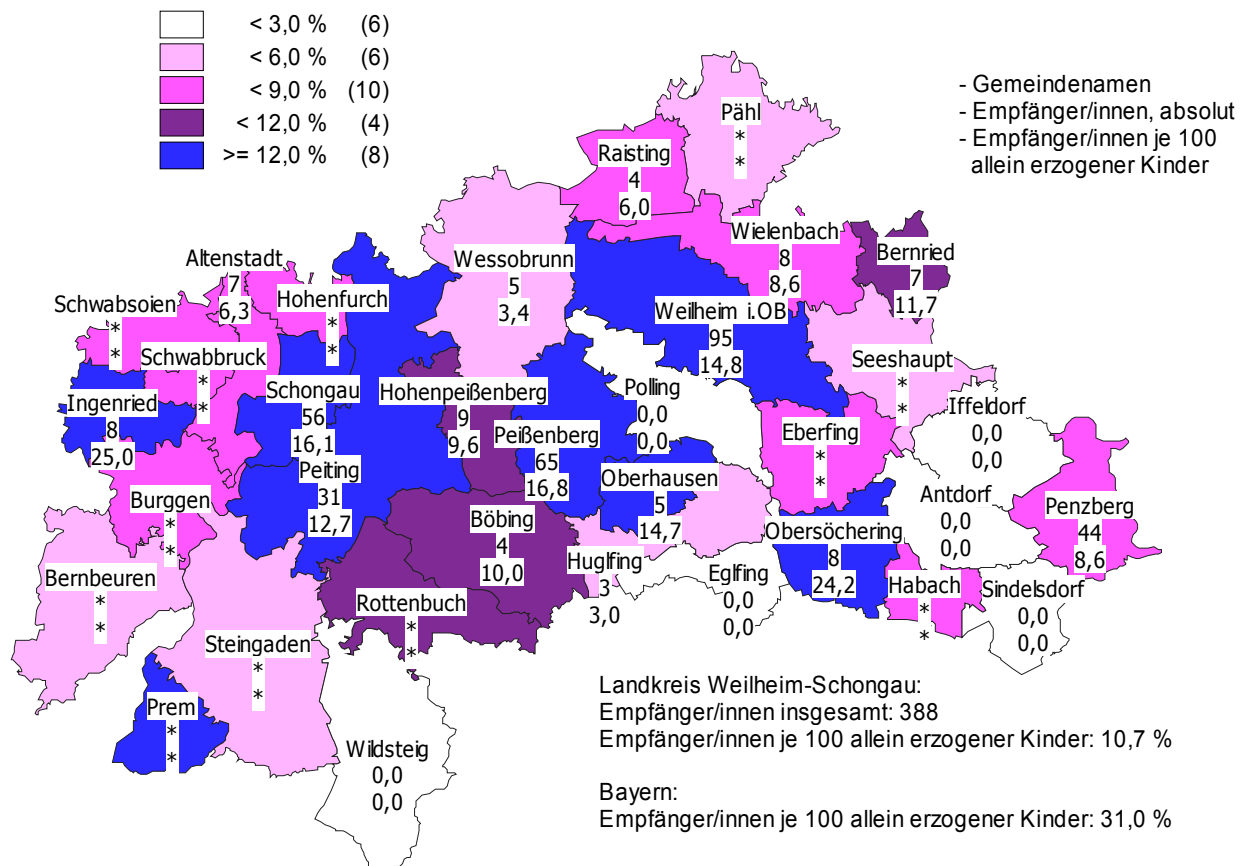 < 3,0 % (6)
< 6,0 % (6)
< 9,0 % (10)
< 12,0 % (4)
>= 12,0 % (8)
- Gemeindenamen
- Empfänger/innen, absolut
- Empfänger/innen je 100
allein erzogener Kinder
Pähl
*
*
Raisting
4
6,0
Wielenbach
8
8,6
Bernried
7
11,7
Wessobrunn
5
3,4
Altenstadt
7
6,3
Hohenfurch
*
*
Schwabsoien
*
*
Schwabbruck
*
*
Weilheim i.OB
95
14,8
Seeshaupt
*
*
Ingenried
8
25,0
Schongau
56
16,1
Hohenpeißenberg
9
9,6
Polling
0,0
0,0
Iffeldorf
0,0
0,0
Peißenberg
65
16,8
Eberfing
*
*
Peiting
31
12,7
Oberhausen
5
14,7
Antdorf
0,0
0,0
Penzberg
44
8,6
Burggen
*
*
Böbing
4
10,0
Obersöchering
8
24,2
Huglfing
3
3,0
Eglfing
0,0
0,0
Habach
*
*
Sindelsdorf
0,0
0,0
Bernbeuren
*
*
Rottenbuch
*
*
Steingaden
*
*
Prem
*
*
Wildsteig
0,0
0,0
Landkreis Weilheim-Schongau:
Empfänger/innen insgesamt: 388
Empfänger/innen je 100 allein erzogener Kinder: 10,7 %
Bayern:
Empfänger/innen je 100 allein erzogener Kinder: 31,0 %